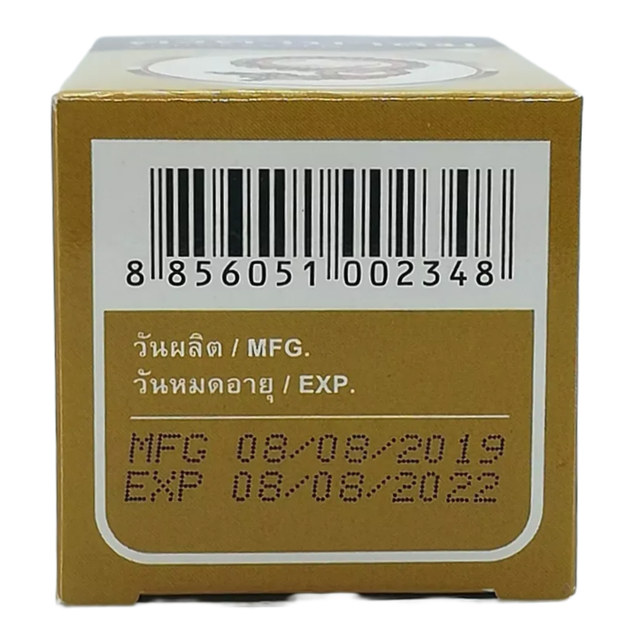 8 856051 002348
วันผลิต / MFG.
วันหมดอายุ / EXP.
MFG 08/08/2019
EXP 08/08/2022